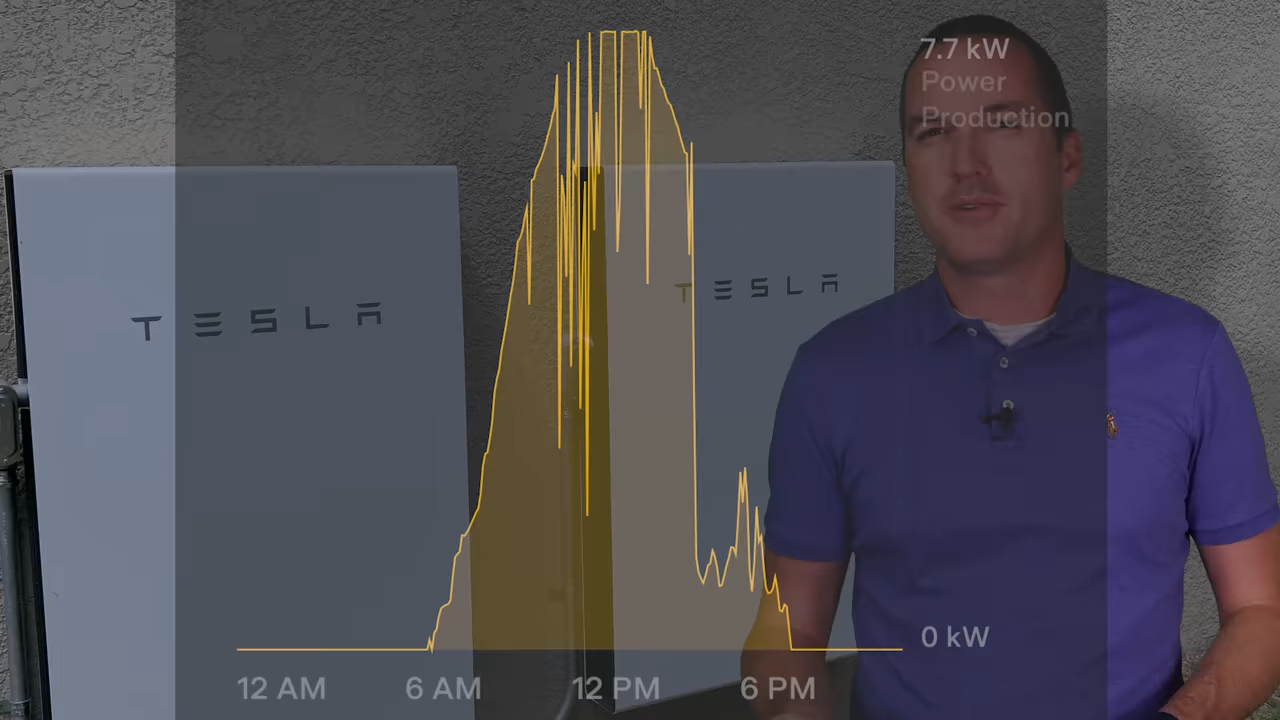 7.7 kW
Power
Production
TESLA
TESLA
0 kW
12 AM 6 AM 12 PM 6 PM